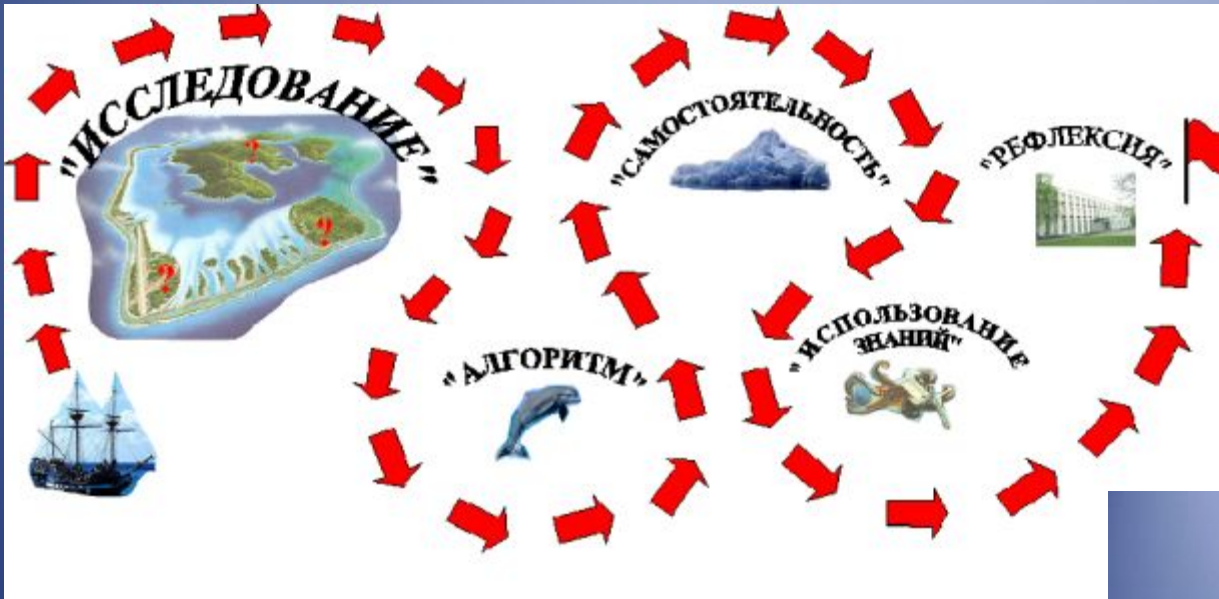 "ИССЛЕДОВАНИЕ"
?
?
?
"АЛГОРИТМ"
"САМОСТОЯТЕЛЬНОСТЬ"
"ИСПОЛЬЗОВАНИЕ
ЗНАНИЙ"
"РЕФЛЕКСИЯ"